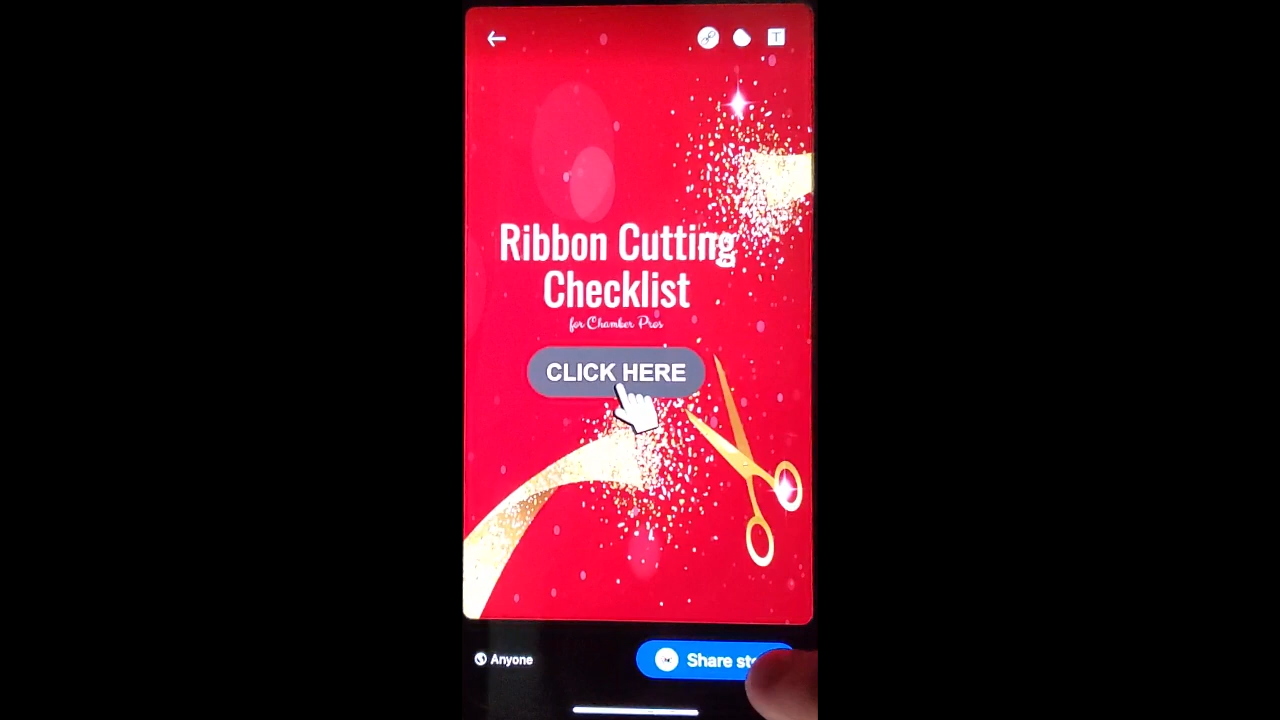 T
Ribbon Cutting
Checklist
for Chamber Pros
CLICK HERE
Anyone
Share